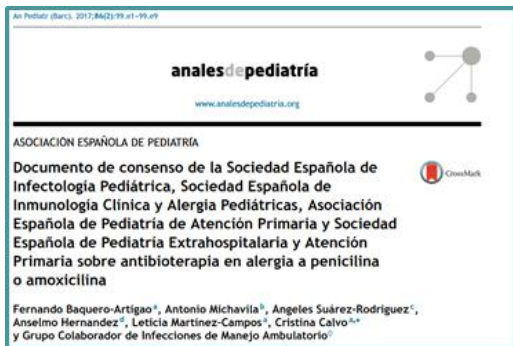 An Pediatr (Barc). 2017;86(2):99.e1-99.e9
analesdepediatría
www.analesdepediatria.org
ASOCIACIÓN ESPAÑOLA DE PEDIATRÍA
Documento de consenso de la Sociedad Española de
Infectología Pediátrica, Sociedad Española de
Inmunología Clínica y Alergia Pediátricas, Asociación
Española de Pediatría de Atención Primaria y Sociedad
Española de Pediatría Extrahospitalaria y Atención
Primaria sobre antibioterapia en alergia a penicilina
o amoxicilina
CrossMark
Fernando Baquero-Artigao a, Antonio Michavila b, Angeles Suárez-Rodriguez c,
Anselmo Hernandez d, Leticia Martínez-Campos a, Cristina Calvo a,*
y Grupo Colaborador de Infecciones de Manejo Ambulatorio◊